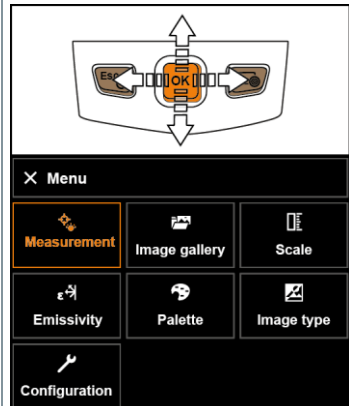 Esc OK
× Menu
Measurement Image gallery Scale
Emissivity Palette Image type
Configuration